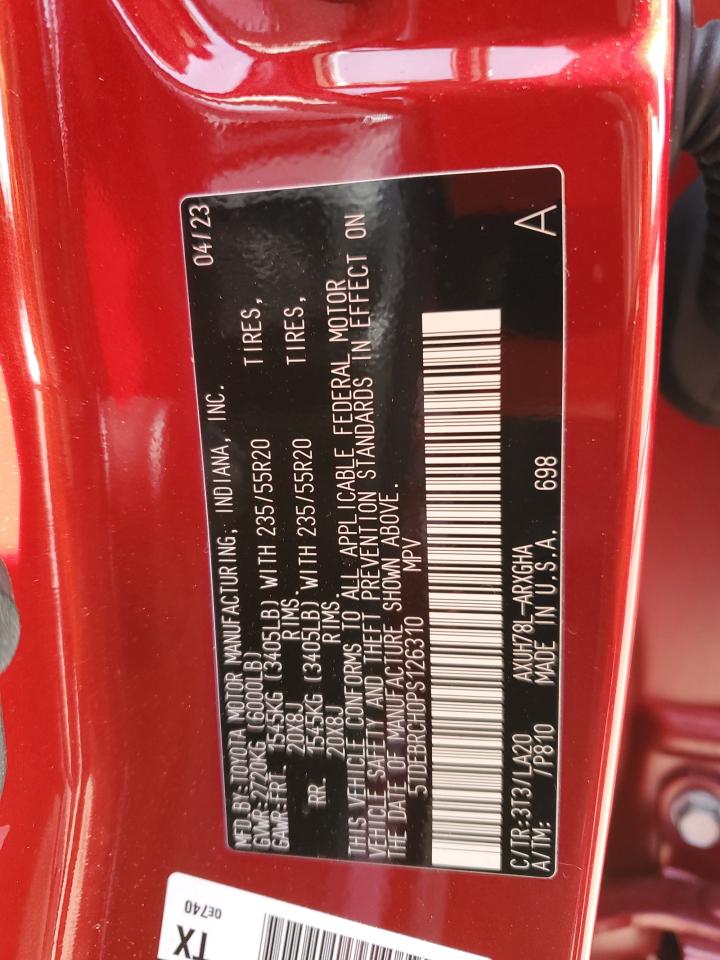 MFD.BY:TOYOTA MOTOR MANUFACTURING, INDIANA, INC. 04/23
GVWR:2720KG (6000LB)
GAWR:FRT. 1545KG (3405LB) WITH 235/55R20 TIRES,
20X8J RIMS.
RR. 1545KG (3405LB) WITH 235/55R20 TIRES,
20X8J RIMS.
THIS VEHICLE CONFORMS TO ALL APPLICABLE FEDERAL MOTOR
VEHICLE SAFETY AND THEFT PREVENTION STANDARDS IN EFFECT ON
THE DATE OF MANUFACTURE SHOWN ABOVE.
5TDEBRCH0PS126310 MPV
C/TR:3T3/LA20 AXUH78L-ARXGHA 698 A
A/TM: /P810 MADE IN U.S.A.
0E740
TX